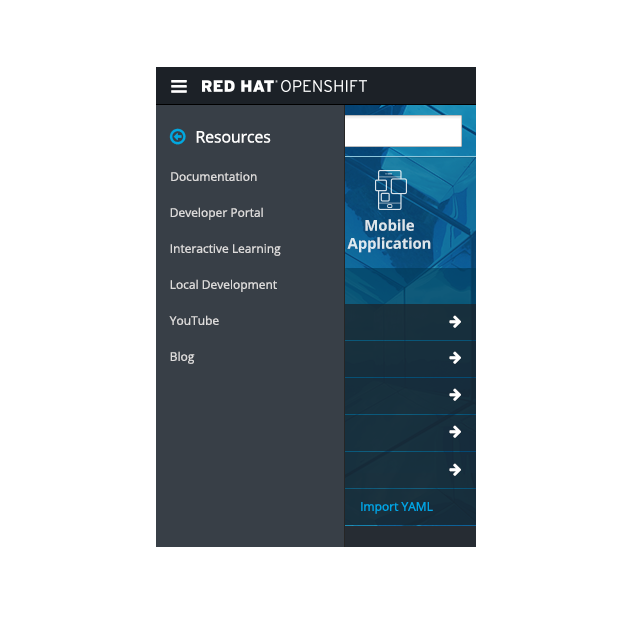 RED HAT OPENSHIFT
Resources
Documentation
Developer Portal
Interactive Learning
Local Development
YouTube
Blog
Mobile
Application
Import YAML